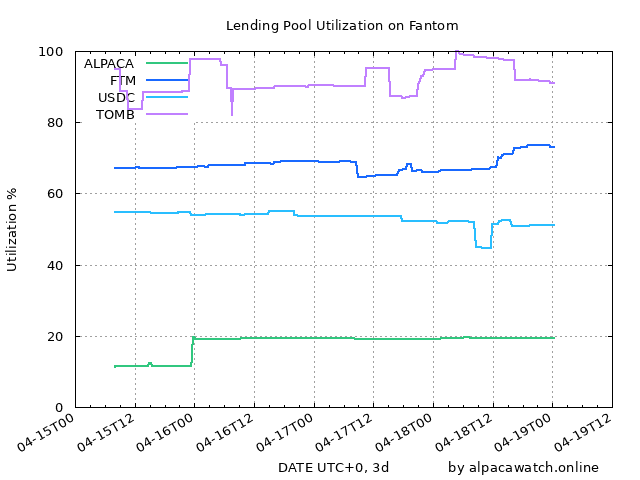 Lending Pool Utilization on Fantom
Utilization %
100
80
60
40
20
0
ALPACA
FTM
USDC
TOMB
04-15T00
04-15T12
04-16T00
04-16T12
04-17T00
04-17T12
04-18T00
04-18T12
04-19T00
04-19T12
DATE UTC+0, 3d
by alpacawatch.online